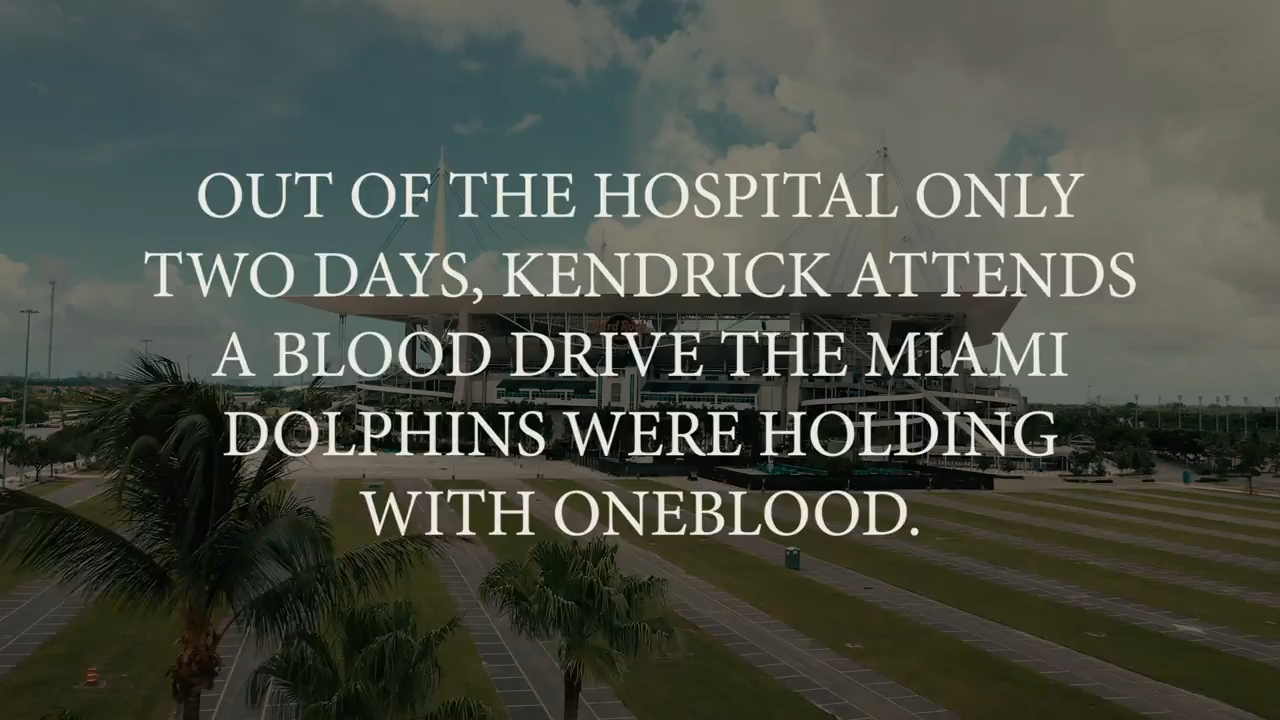 OUT OF THE HOSPITAL ONLY
TWO DAYS, KENDRICK ATTENDS
A BLOOD DRIVE THE MIAMI
DOLPHINS WERE HOLDING
WITH ONEBLOOD.